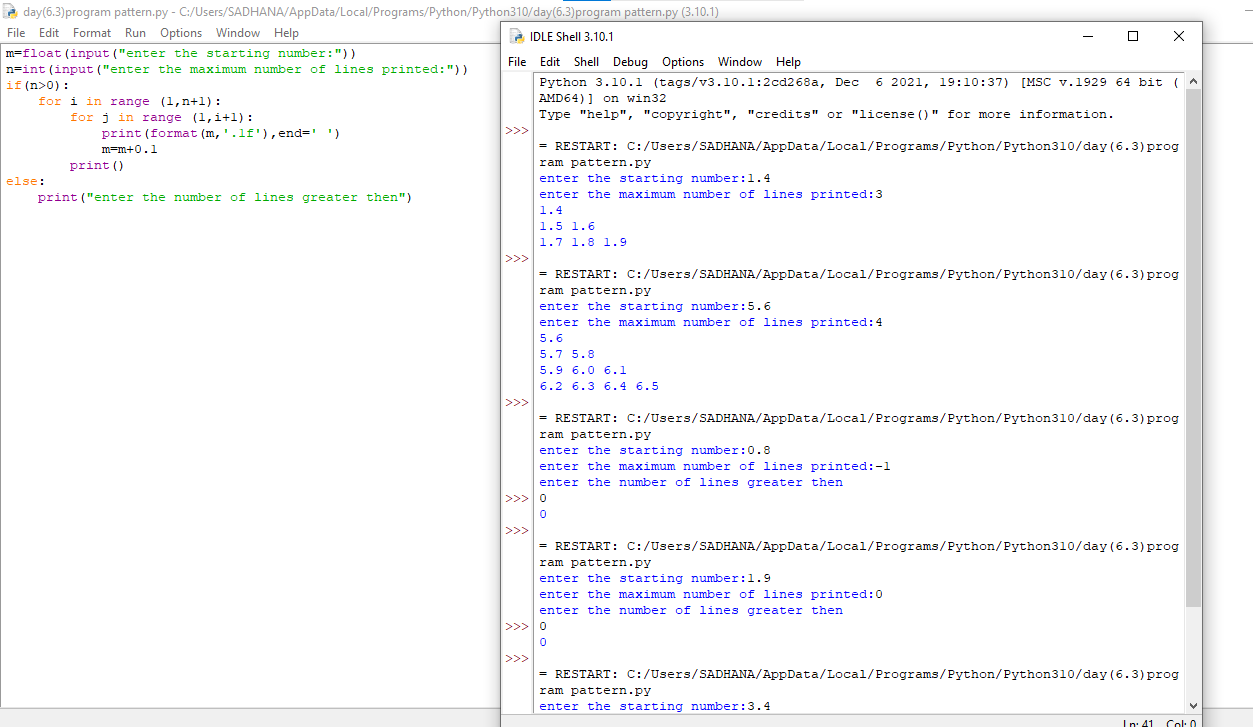 day(6.3)program pattern.py - C:/Users/SADHANA/AppData/Local/Programs/Python/Python310/day(6.3)program pattern.py (3.10.1)
File Edit Format Run Options Window Help
m=float(input("enter the starting number:"))
n=int(input("enter the maximum number of lines printed:"))
if(n>0):
    for i in range (1,n+1):
        for j in range (1,i+1):
            print(format(m,'.1f'),end=' ')
            m=m+0.1
        print()
else:
    print("enter the number of lines greater then")
IDLE Shell 3.10.1
File Edit Shell Debug Options Window Help
Python 3.10.1 (tags/v3.10.1:2cd268a, Dec  6 2021, 19:10:37) [MSC v.1929 64 bit (
AMD64)] on win32
Type "help", "copyright", "credits" or "license()" for more information.
>>>
= RESTART: C:/Users/SADHANA/AppData/Local/Programs/Python/Python310/day(6.3)prog
ram pattern.py
enter the starting number:1.4
enter the maximum number of lines printed:3
1.4
1.5 1.6
1.7 1.8 1.9
>>>
= RESTART: C:/Users/SADHANA/AppData/Local/Programs/Python/Python310/day(6.3)prog
ram pattern.py
enter the starting number:5.6
enter the maximum number of lines printed:4
5.6
5.7 5.8
5.9 6.0 6.1
6.2 6.3 6.4 6.5
>>>
= RESTART: C:/Users/SADHANA/AppData/Local/Programs/Python/Python310/day(6.3)prog
ram pattern.py
enter the starting number:0.8
enter the maximum number of lines printed:-1
enter the number of lines greater then
>>> 0
0
>>>
= RESTART: C:/Users/SADHANA/AppData/Local/Programs/Python/Python310/day(6.3)prog
ram pattern.py
enter the starting number:1.9
enter the maximum number of lines printed:0
enter the number of lines greater then
>>> 0
0
>>>
= RESTART: C:/Users/SADHANA/AppData/Local/Programs/Python/Python310/day(6.3)prog
ram pattern.py
enter the starting number:3.4
Ln: 41 Col: 0